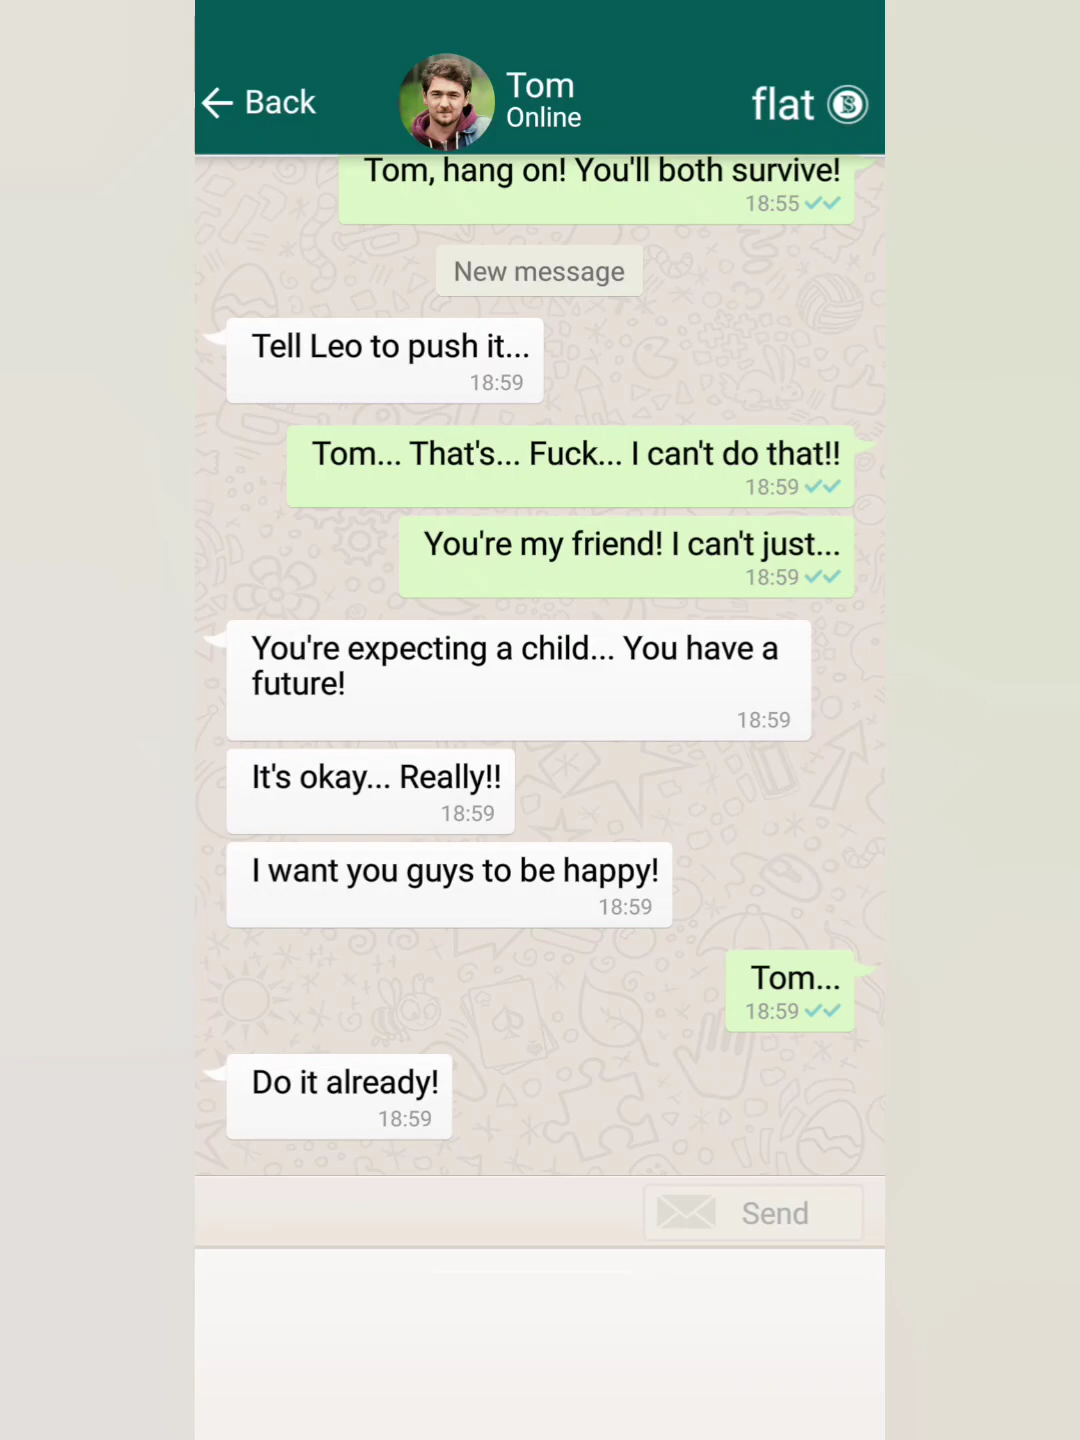 Back
Tom
Online
flat
Tom, hang on! You'll both survive!
18:55
New message
Tell Leo to push it...
18:59
Tom... That's... Fuck... I can't do that!!
18:59
You're my friend! I can't just...
18:59
You're expecting a child... You have a
future!
18:59
It's okay... Really!!
18:59
I want you guys to be happy!
18:59
Tom...
18:59
Do it already!
18:59
Send